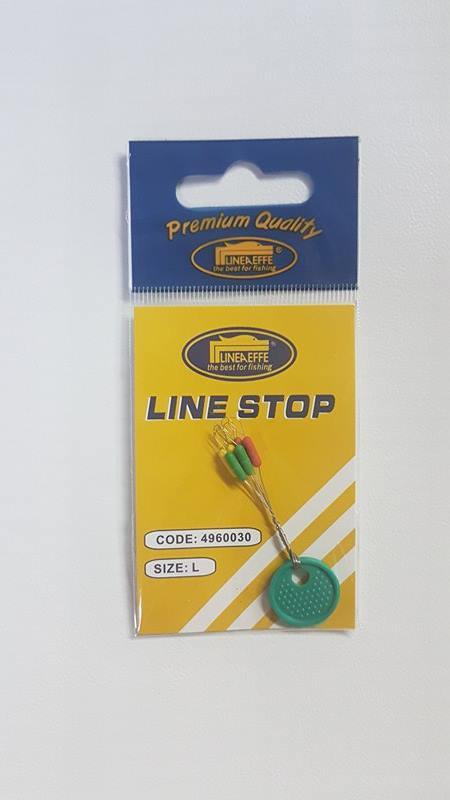 Premium Quality
LINEAEFFE ®
the best for fishing
LINEAEFFE ®
the best for fishing
LINE STOP
CODE: 4960030
SIZE: L